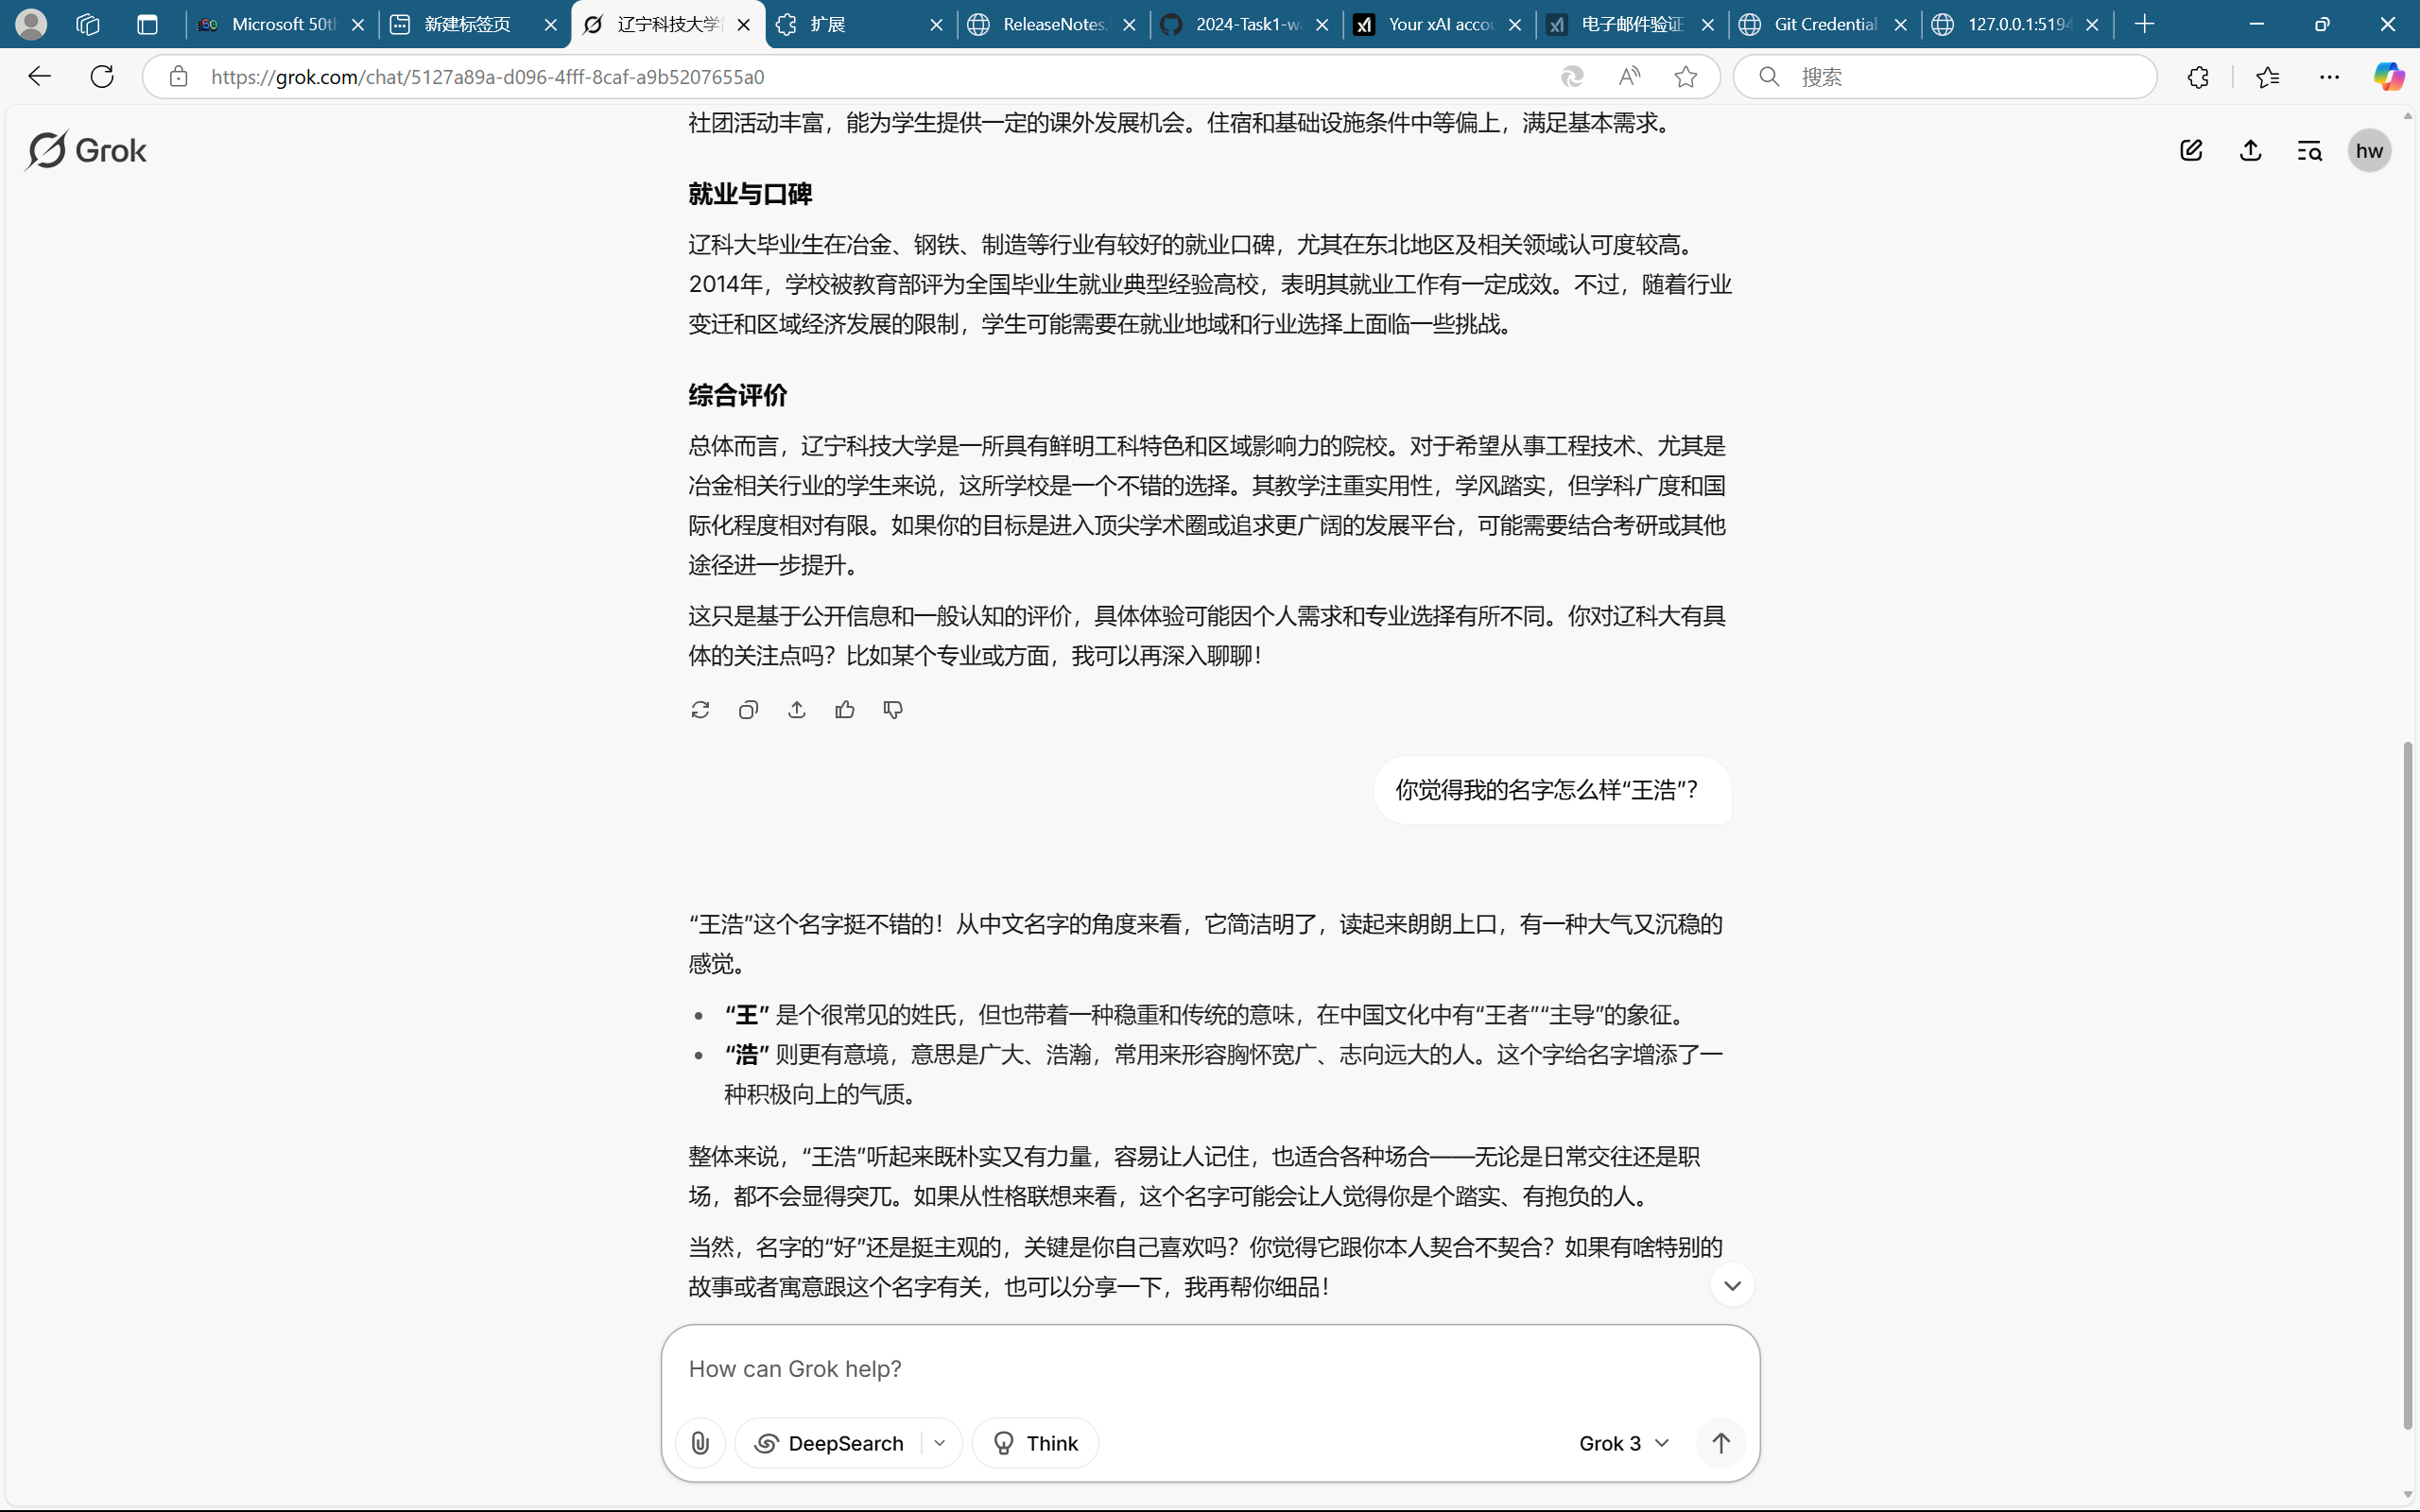 Microsoft 50th
新建标签页
辽宁科技大学
扩展
ReleaseNotes.
2024-Task1-w
Your xAI accou
电子邮件验证
Git Credential
127.0.0.1:5194
https://grok.com/chat/5127a89a-d096-4fff-8caf-a9b5207655a0
搜索
Grok
hw
社团活动丰富，能为学生提供一定的课外发展机会。住宿和基础设施条件中等偏上，满足基本需求。
就业与口碑
辽科大毕业生在冶金、钢铁、制造等行业有较好的就业口碑，尤其在东北地区及相关领域认可度较高。
2014年，学校被教育部评为全国毕业生就业典型经验高校，表明其就业工作有一定成效。不过，随着行业
变迁和区域经济发展的限制，学生可能需要在就业地域和行业选择上面临一些挑战。
综合评价
总体而言，辽宁科技大学是一所具有鲜明工科特色和区域影响力的院校。对于希望从事工程技术、尤其是
冶金相关行业的学生来说，这所学校是一个不错的选择。其教学注重实用性，学风踏实，但学科广度和国
际化程度相对有限。如果你的目标是进入顶尖学术圈或追求更广阔的发展平台，可能需要结合考研或其他
途径进一步提升。
这只是基于公开信息和一般认知的评价，具体体验可能因个人需求和专业选择有所不同。你对辽科大有具
体的关注点吗？比如某个专业或方面，我可以再深入聊聊！
你觉得我的名字怎么样“王浩”？
“王浩”这个名字挺不错的！从中文名字的角度来看，它简洁明了，读起来朗朗上口，有一种大气又沉稳的
感觉。
• “王” 是个很常见的姓氏，但也带着一种稳重和传统的意味，在中国文化中有“王者”“主导”的象征。
• “浩” 则更有意境，意思是广大、浩瀚，常用来形容胸怀宽广、志向远大的人。这个字给名字增添了一
种积极向上的气质。
整体来说，“王浩”听起来既朴实又有力量，容易让人记住，也适合各种场合——无论是日常交往还是职
场，都不会显得突兀。如果从性格联想来看，这个名字可能会让人觉得你是个踏实、有抱负的人。
当然，名字的“好”还是挺主观的，关键是你自己喜欢吗？你觉得它跟你本人契合不契合？如果有啥特别的
故事或者寓意跟这个名字有关，也可以分享一下，我再帮你细品！
How can Grok help?
DeepSearch
Think
Grok 3